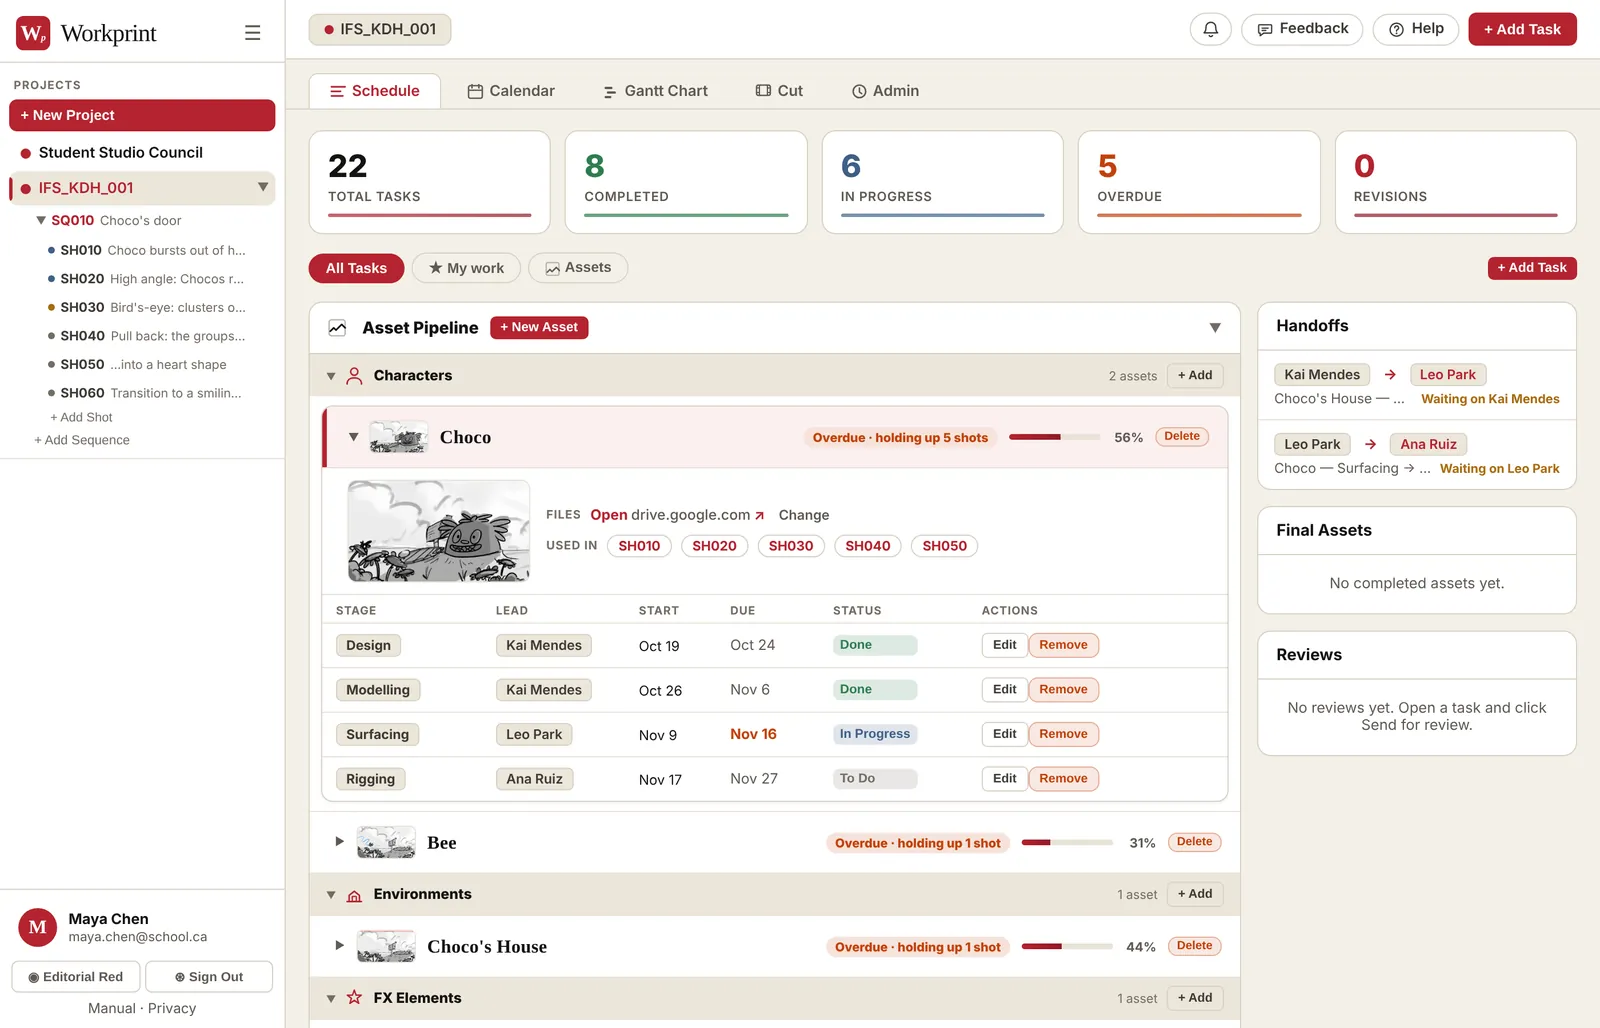 Wp Workprint
PROJECTS
+ New Project
Student Studio Council
IFS_KDH_001
SQ010 Choco's door
SH010 Choco bursts out of h...
SH020 High angle: Chocos r...
SH030 Bird's-eye: clusters o...
SH040 Pull back: the groups...
SH050 ...into a heart shape
SH060 Transition to a smilin...
+ Add Shot
+ Add Sequence
M
Maya Chen
maya.chen@school.ca
Editorial Red
Sign Out
Manual · Privacy
IFS_KDH_001
Feedback
Help
+ Add Task
Schedule
Calendar
Gantt Chart
Cut
Admin
22
TOTAL TASKS
8
COMPLETED
6
IN PROGRESS
5
OVERDUE
0
REVISIONS
All Tasks
★ My work
Assets
+ Add Task
Asset Pipeline
+ New Asset
Characters
2 assets
+ Add
Choco
Overdue · holding up 5 shots
56%
Delete
FILES Open drive.google.com Change
USED IN SH010 SH020 SH030 SH040 SH050
STAGE LEAD START DUE STATUS ACTIONS
Design Kai Mendes Oct 19 Oct 24 Done Edit Remove
Modelling Kai Mendes Oct 26 Nov 6 Done Edit Remove
Surfacing Leo Park Nov 9 Nov 16 In Progress Edit Remove
Rigging Ana Ruiz Nov 17 Nov 27 To Do Edit Remove
Bee
Overdue · holding up 1 shot
31%
Delete
Environments
1 asset
+ Add
Choco's House
Overdue · holding up 1 shot
44%
Delete
FX Elements
1 asset
+ Add
Handoffs
Kai Mendes → Leo Park
Choco's House — ... Waiting on Kai Mendes
Leo Park → Ana Ruiz
Choco — Surfacing → ... Waiting on Leo Park
Final Assets
No completed assets yet.
Reviews
No reviews yet. Open a task and click
Send for review.